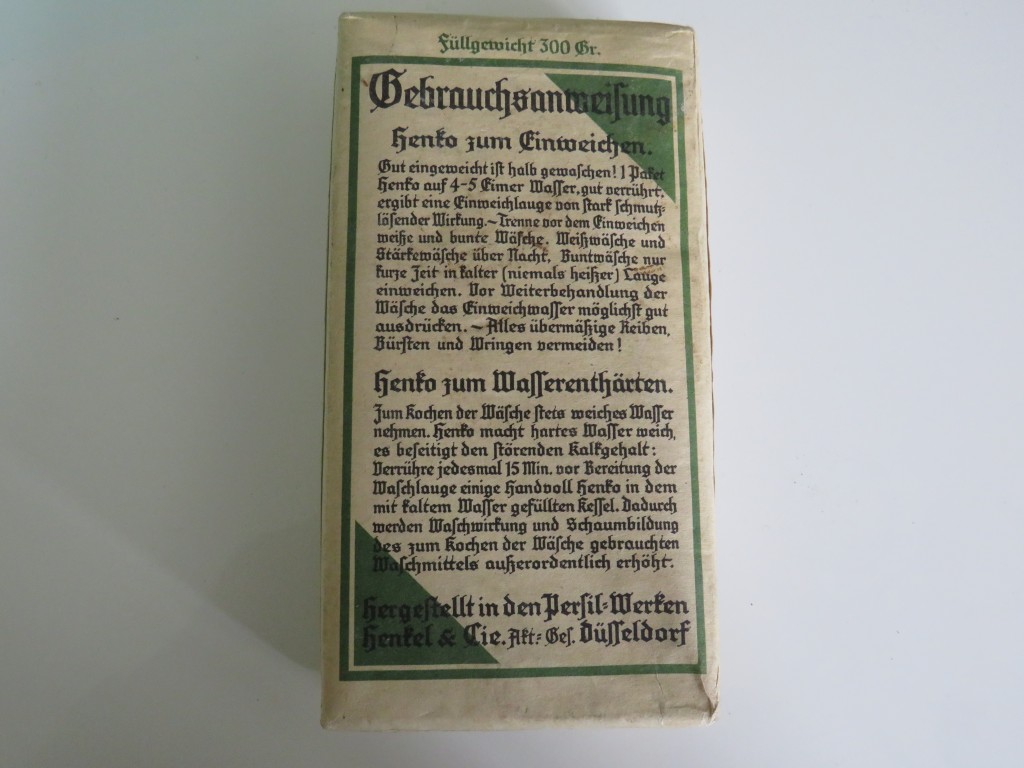 Füllgewicht 300 Gr.
Gebrauchsanweisung
Henko zum Einweichen.
Gut eingeweicht ist halb gewaschen! 1 Paket
Henko auf 4-5 Eimer Wasser, gut verrührt,
ergibt eine Einweichlauge von stark schmutz-
lösender Wirkung.~Trenne vor dem Einweichen
weiße und bunte Wäsche. Weißwäsche und
Stärkewäsche über Nacht, Buntwäsche nur
kurze Zeit in kalter (niemals heißer) Lauge
einweichen. Vor Weiterbehandlung der
Wäsche das Einweichwasser möglichst gut
ausdrücken.~Alles übermäßige Reiben,
Bürsten und Wringen vermeiden!
Henko zum Wasserenthärten.
Zum Kochen der Wäsche stets weiches Wasser
nehmen. Henko macht hartes Wasser weich,
es beseitigt den störenden Kalkgehalt:
Verrühre jedesmal 15 Min. vor Bereitung der
Waschlauge einige Handvoll Henko in dem
mit kaltem Wasser gefüllten Kessel. Dadurch
werden Waschwirkung und Schaumbildung
des zum Kochen der Wäsche gebrauchten
Waschmittels außerordentlich erhöht.
Hergestellt in den Persil-Werken
Henkel & Cie. Akt.-Ges. Düsseldorf